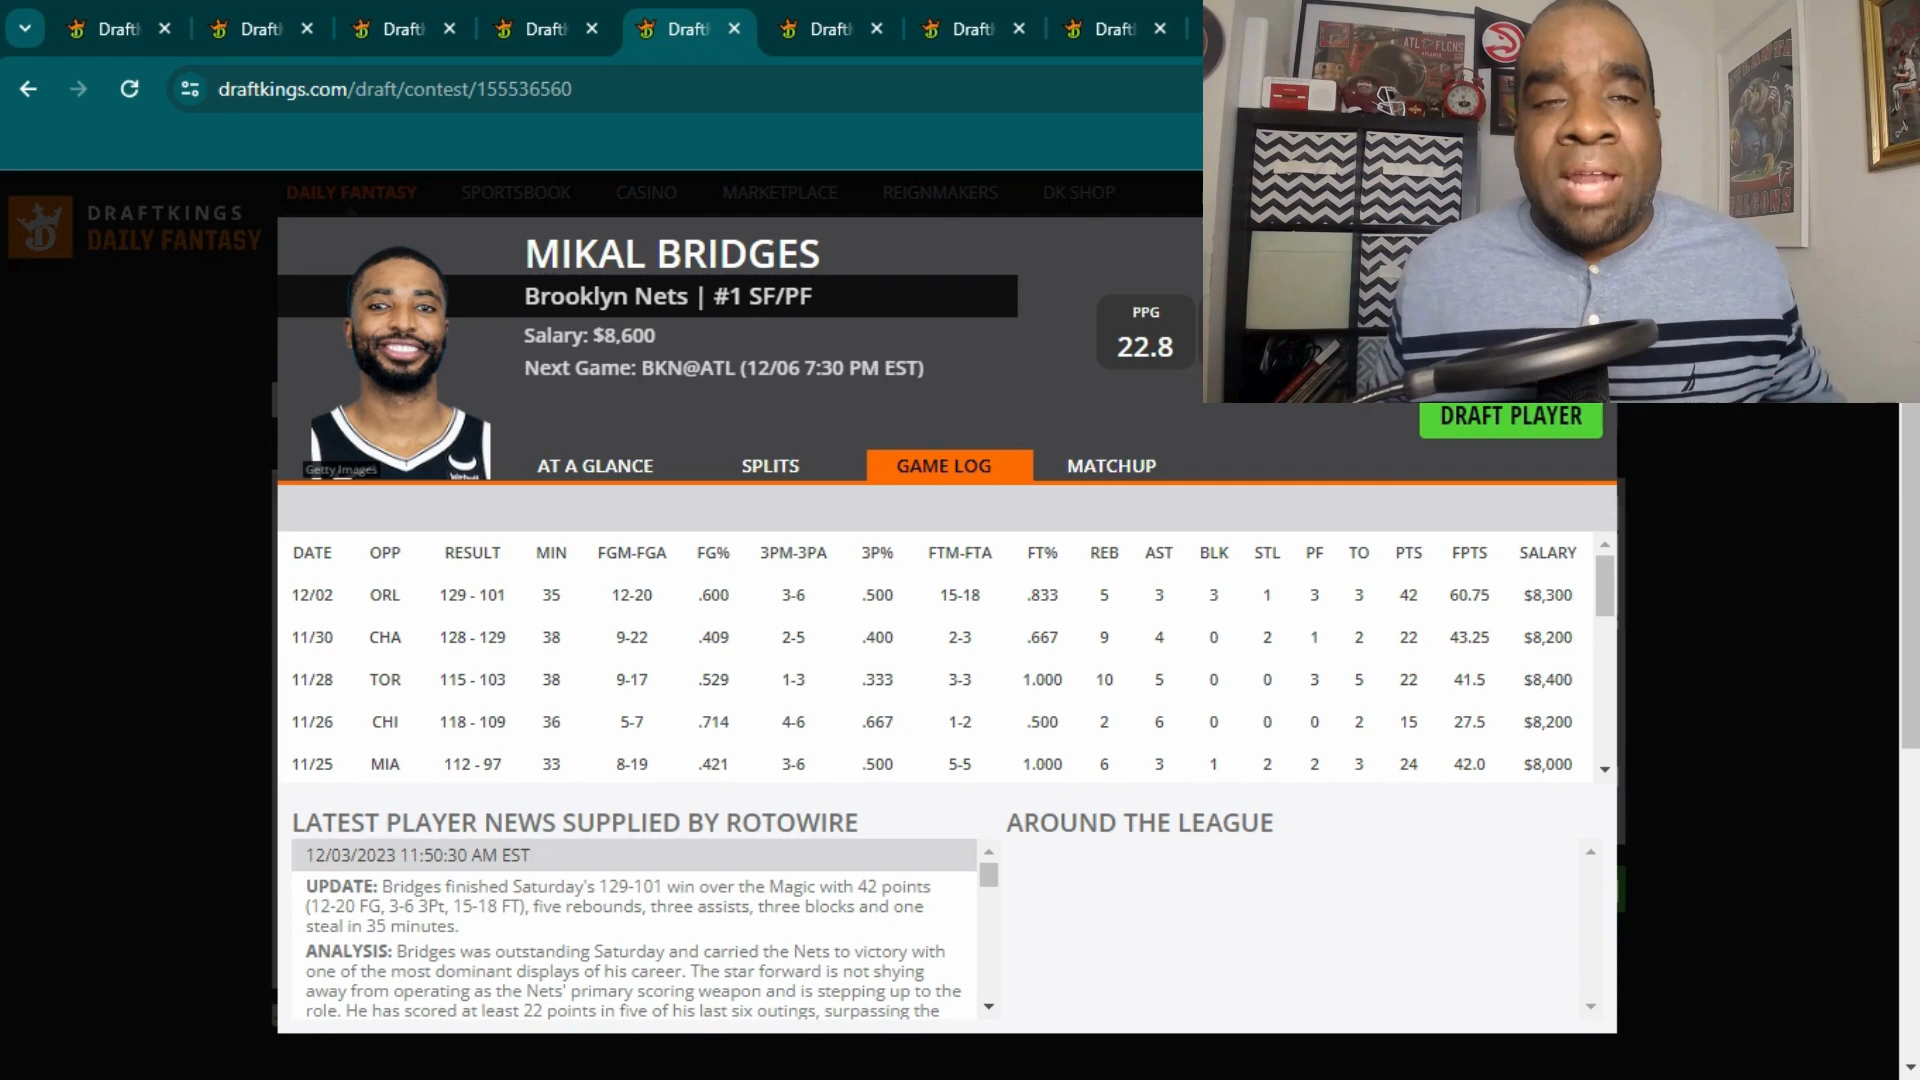 Draftl
Draftl
Draftl
Draftl
Draftl
Draftl
Draftl
Draftl
draftkings.com/draft/contest/155536560
DRAFTKINGS
DAILY FANTASY
DAILY FANTASY SPORTSBOOK CASINO MARKETPLACE REIGNMAKERS DK SHOP
MIKAL BRIDGES
Brooklyn Nets | #1 SF/PF
Salary: $8,600
Next Game: BKN@ATL (12/06 7:30 PM EST)
PPG
22.8
Getty Images
DRAFT PLAYER
AT A GLANCE SPLITS GAME LOG MATCHUP
DATE OPP RESULT MIN FGM-FGA FG% 3PM-3PA 3P% FTM-FTA FT% REB AST BLK STL PF TO PTS FPTS SALARY
12/02 ORL 129 - 101 35 12-20 .600 3-6 .500 15-18 .833 5 3 3 1 3 3 42 60.75 $8,300
11/30 CHA 128 - 129 38 9-22 .409 2-5 .400 2-3 .667 9 4 0 2 1 2 22 43.25 $8,200
11/28 TOR 115 - 103 38 9-17 .529 1-3 .333 3-3 1.000 10 5 0 0 3 5 22 41.5 $8,400
11/26 CHI 118 - 109 36 5-7 .714 4-6 .667 1-2 .500 2 6 0 0 0 2 15 27.5 $8,200
11/25 MIA 112 - 97 33 8-19 .421 3-6 .500 5-5 1.000 6 3 1 2 2 3 24 42.0 $8,000
LATEST PLAYER NEWS SUPPLIED BY ROTOWIRE
12/03/2023 11:50:30 AM EST
UPDATE: Bridges finished Saturday's 129-101 win over the Magic with 42 points
(12-20 FG, 3-6 3Pt, 15-18 FT), five rebounds, three assists, three blocks and one
steal in 35 minutes.
ANALYSIS: Bridges was outstanding Saturday and carried the Nets to victory with
one of the most dominant displays of his career. The star forward is not shying
away from operating as the Nets' primary scoring weapon and is stepping up to the
role. He has scored at least 22 points in five of his last six outings, surpassing the
AROUND THE LEAGUE
ATL FLCNS
FALCONS